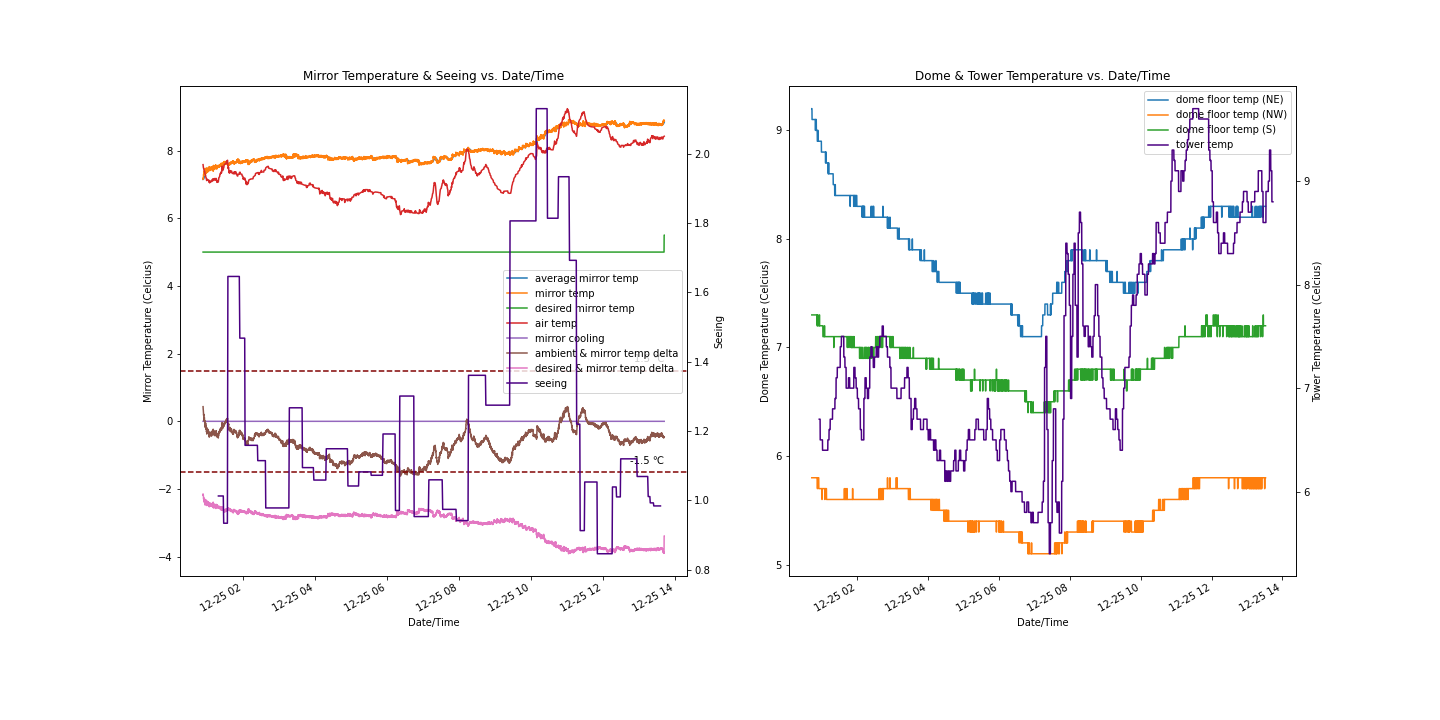 Mirror Temperature & Seeing vs. Date/Time
Mirror Temperature (Celcius)
8
6
4
2
0
−2
−4
2.0
1.8
1.6
1.4
1.2
1.0
0.8
Seeing
average mirror temp
mirror temp
desired mirror temp
air temp
mirror cooling
ambient & mirror temp delta
desired & mirror temp delta
seeing
-1.5 °C
12-25 02
12-25 04
12-25 06
12-25 08
12-25 10
12-25 12
12-25 14
Date/Time
Dome & Tower Temperature vs. Date/Time
Dome Temperature (Celcius)
9
8
7
6
5
9
8
7
6
Tower Temperature (Celcius)
dome floor temp (NE)
dome floor temp (NW)
dome floor temp (S)
tower temp
12-25 02
12-25 04
12-25 06
12-25 08
12-25 10
12-25 12
12-25 14
Date/Time